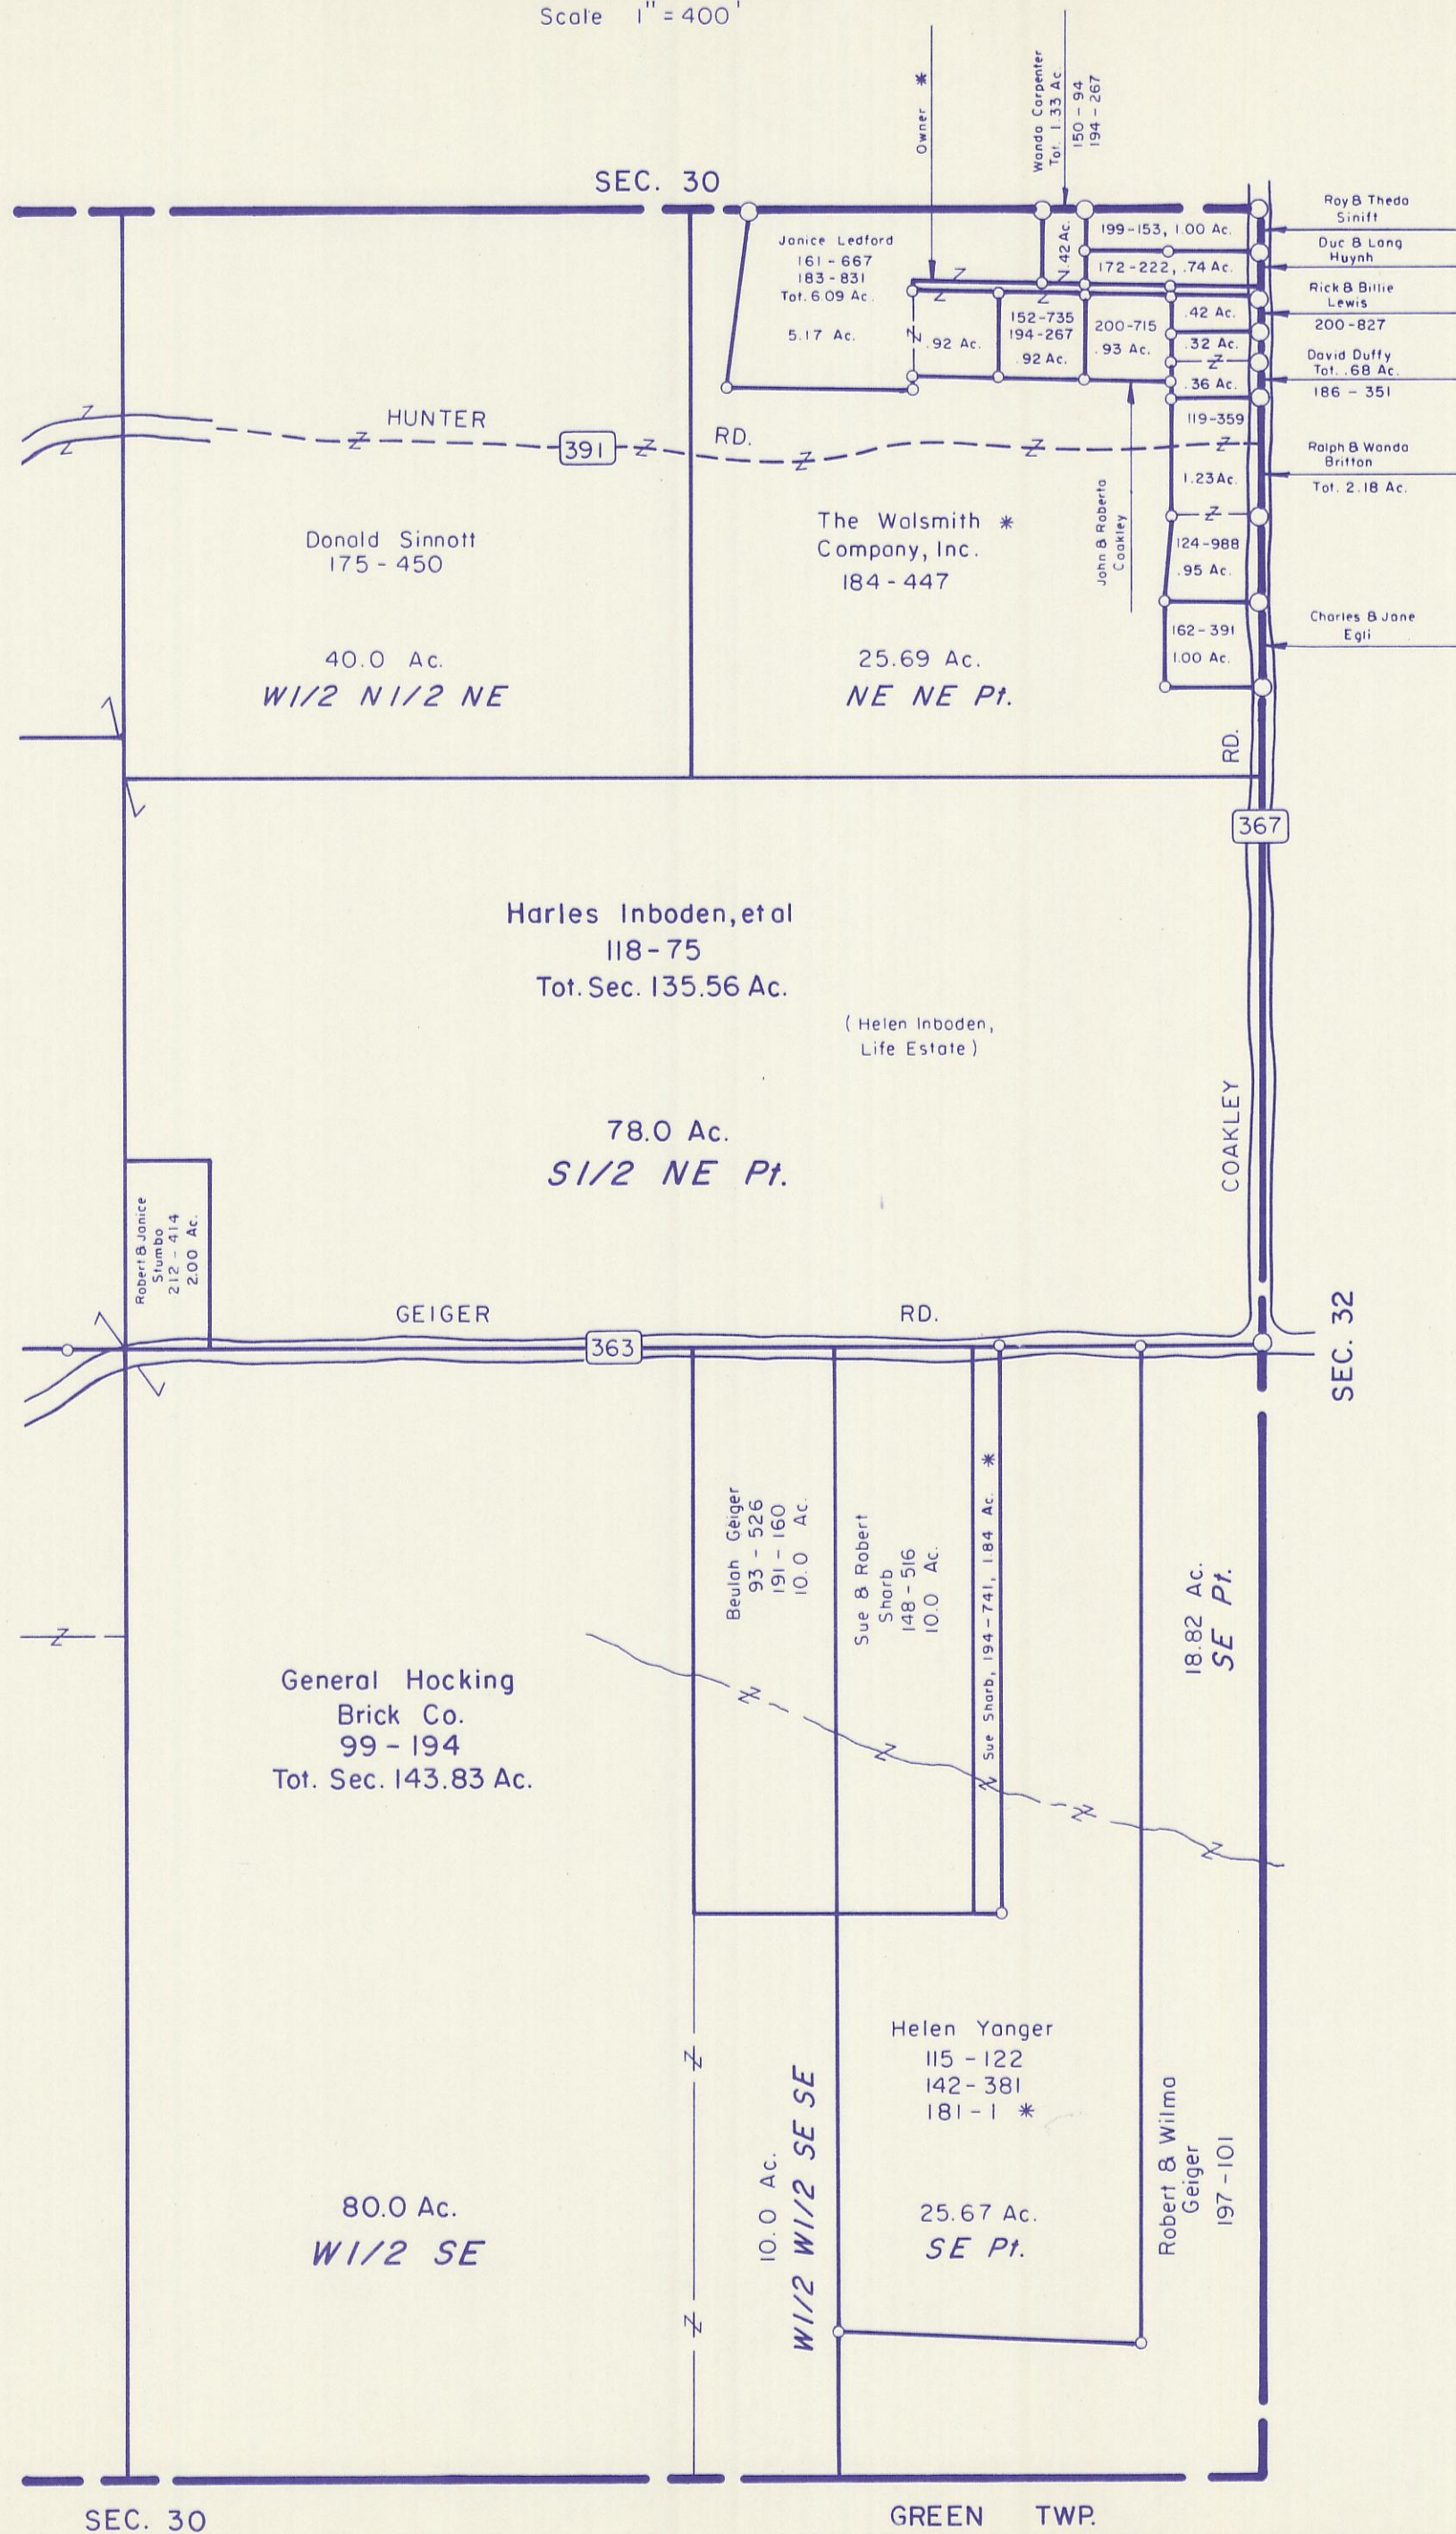 Scale 1" = 400'
Owner *
Wanda Carpenter
Tot. 1.33 Ac.
150 - 94
194 - 267
SEC. 30
Janice Ledford
161 - 667
183 - 831
Tot. 6.09 Ac.
5.17 Ac.
.42 Ac.
199-153, 1.00 Ac.
172-222, .74 Ac.
.92 Ac.
152-735
194-267
.92 Ac.
200-715
.93 Ac.
.42 Ac.
.32 Ac.
.36 Ac.
119-359
1.23 Ac.
124-988
.95 Ac.
162-391
1.00 Ac.
Roy & Theda
Sinift
Duc & Lang
Huynh
Rick & Billie
Lewis
200-827
David Duffy
Tot. .68 Ac.
186 - 351
Ralph & Wanda
Britton
Tot. 2.18 Ac.
Charles & Jane
Egli
John & Roberta
Coakley
HUNTER
391
RD.
Donald Sinnott
175 - 450
40.0 Ac.
W1/2 N1/2 NE
The Walsmith *
Company, Inc.
184 - 447
25.69 Ac.
NE NE Pt.
RD.
367
COAKLEY
Harles Inboden, et al
118 - 75
Tot. Sec. 135.56 Ac.
( Helen Inboden,
Life Estate )
78.0 Ac.
S1/2 NE Pt.
Robert & Janice
Stumbo
212 - 414
2.00 Ac.
GEIGER
363
RD.
SEC. 32
Beulah Geiger
93 - 526
191 - 160
10.0 Ac.
Sue & Robert
Sharb
148 - 516
10.0 Ac.
Sue Sharb, 194 - 741, 1.84 Ac. *
18.82 Ac.
SE Pt.
General Hocking
Brick Co.
99 - 194
Tot. Sec. 143.83 Ac.
80.0 Ac.
W1/2 SE
10.0 Ac.
W1/2 W1/2 SE SE
Helen Yanger
115 - 122
142 - 381
181 - 1 *
25.67 Ac.
SE Pt.
Robert & Wilma
Geiger
197 - 101
SEC. 30
GREEN TWP.